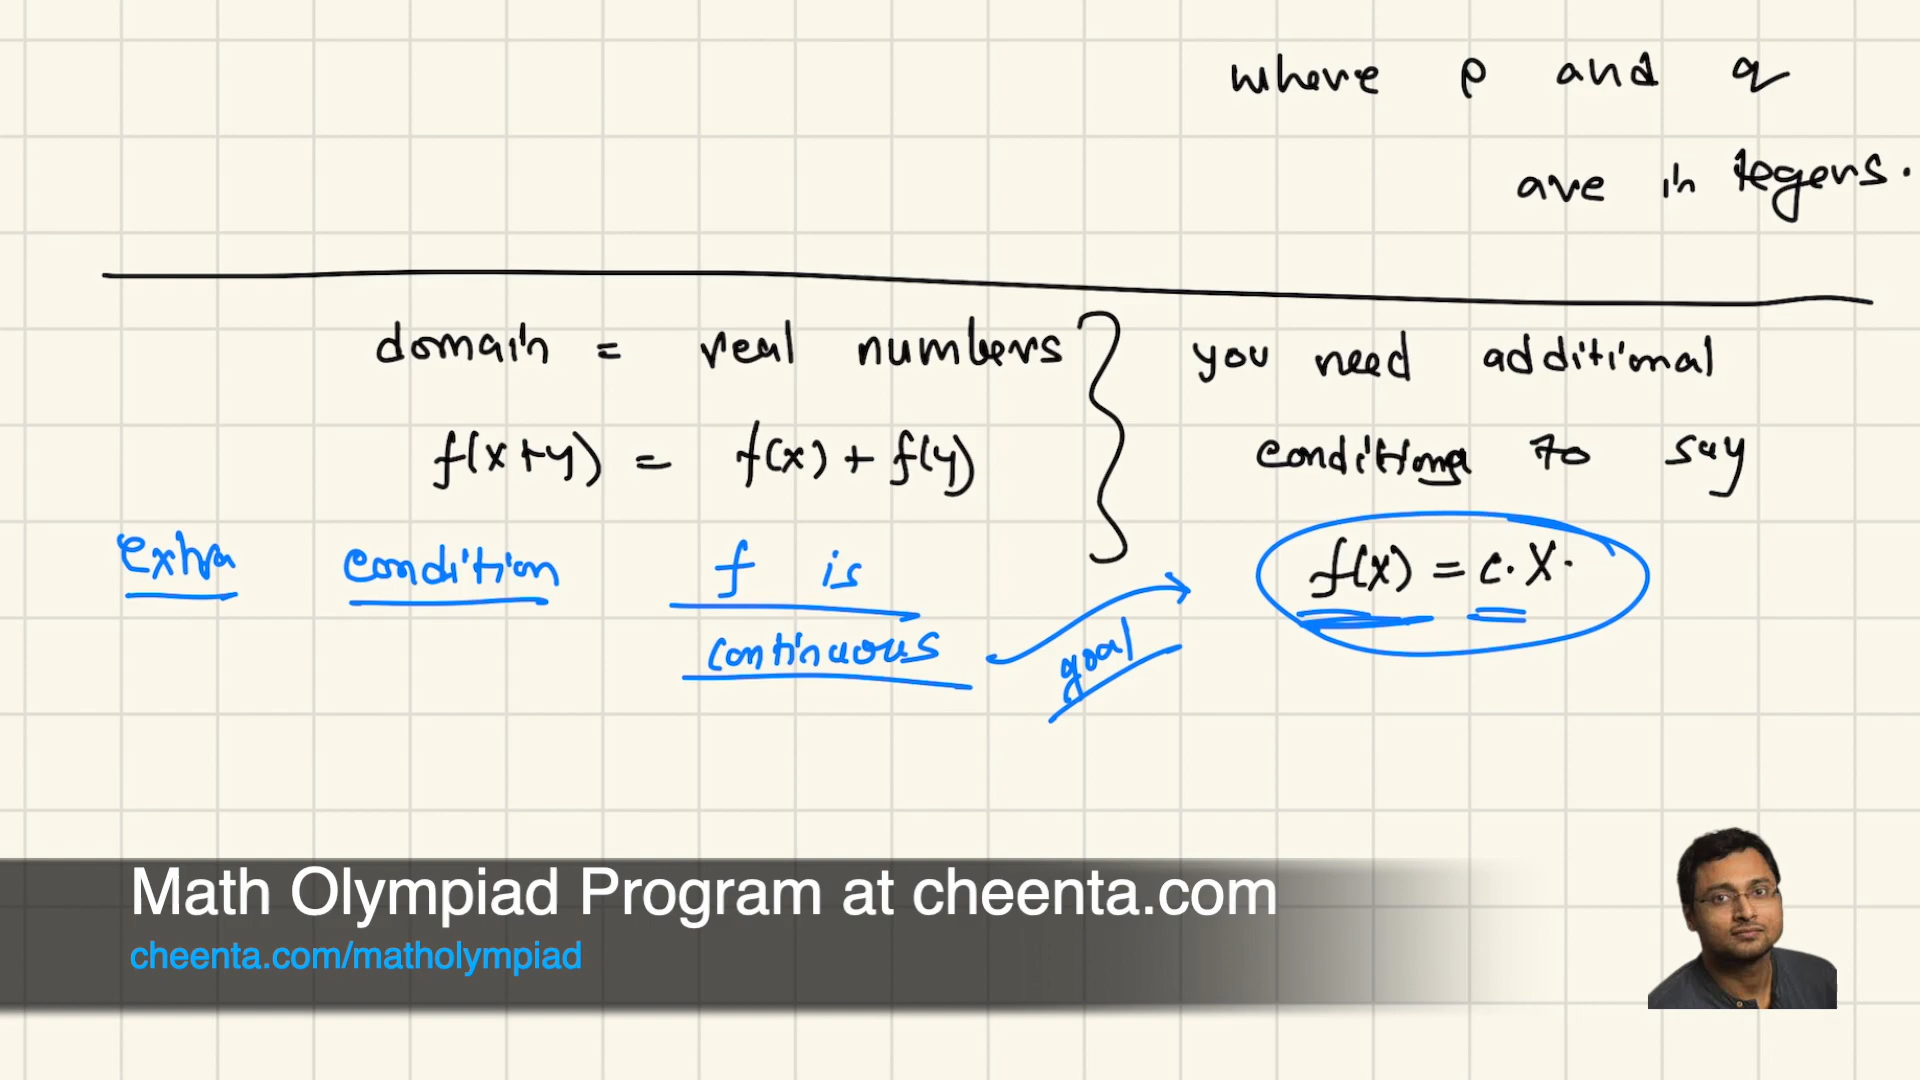 where p and q
are integers.
domain = real numbers } you need additional
f(x+y) = f(x) + f(y) conditions to say
extra condition f is f(x) = c. x.
continuous goal
Math Olympiad Program at cheenta.com
cheenta.com/matholympiad